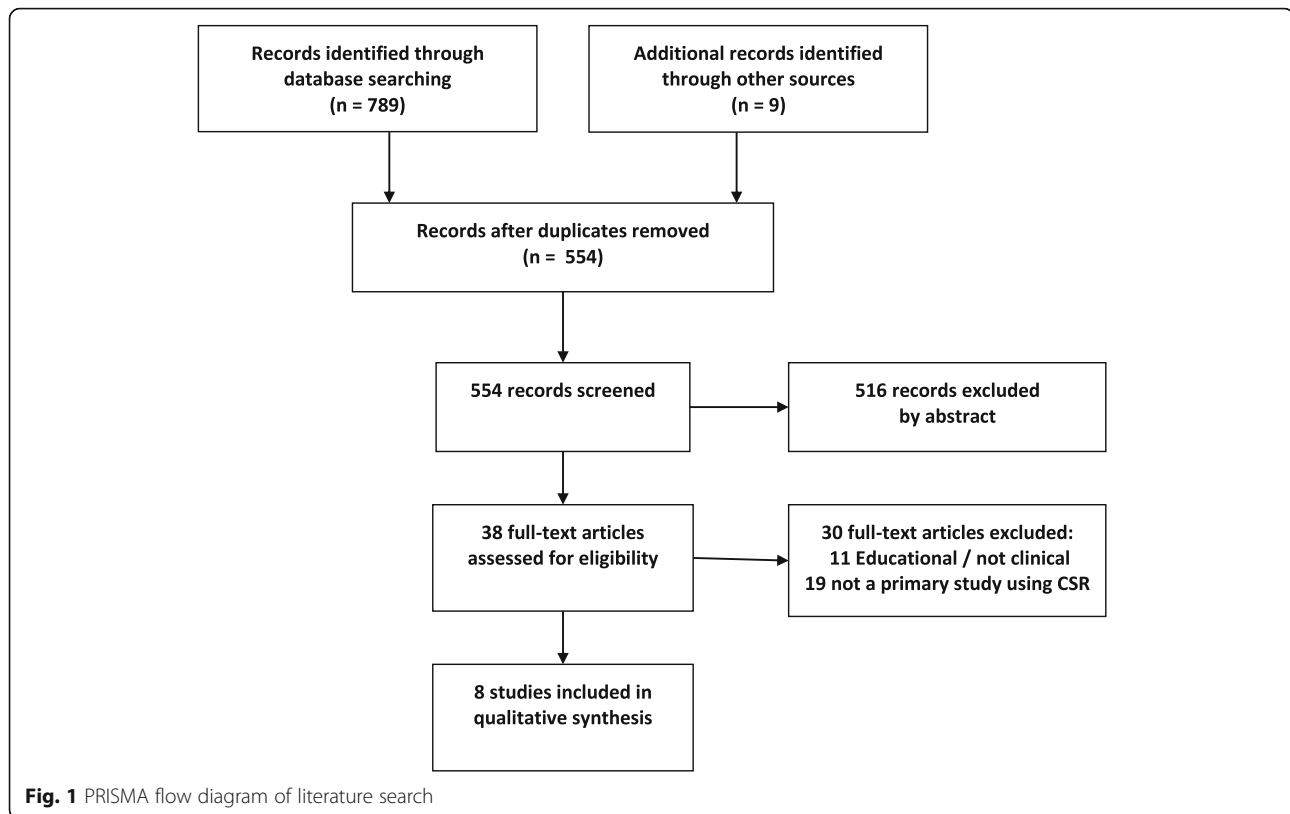 Records identified through
database searching
(n = 789)
Additional records identified
through other sources
(n = 9)
Records after duplicates removed
(n = 554)
554 records screened
516 records excluded
by abstract
38 full-text articles
assessed for eligibility
30 full-text articles excluded:
11 Educational / not clinical
19 not a primary study using CSR
8 studies included in
qualitative synthesis
Fig. 1 PRISMA flow diagram of literature search